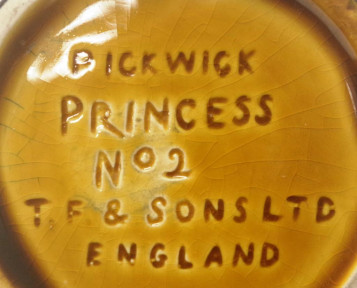 PICKWICK
PRINCESS
Nº2
T.F. & SONS LTD
ENGLAND